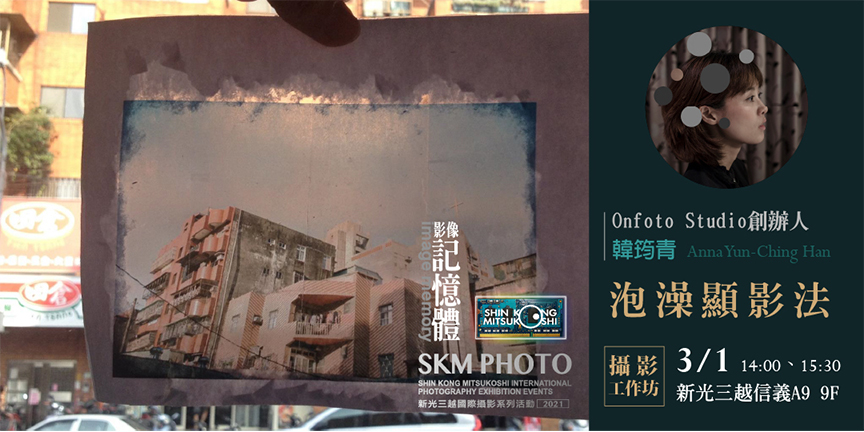 影像
記憶體
image memory
SHIN KONG
MITSUKOSHI
SKM PHOTO
SHIN KONG MITSUKOSHI INTERNATIONAL
PHOTOGRAPHY EXHIBITION EVENTS
新光三越國際攝影系列活動 2021
Onfoto Studio創辦人
韓筠青 Anna Yun-Ching Han
泡澡顯影法
攝影
工作坊
3/1 14:00、15:30
新光三越信義A9 9F